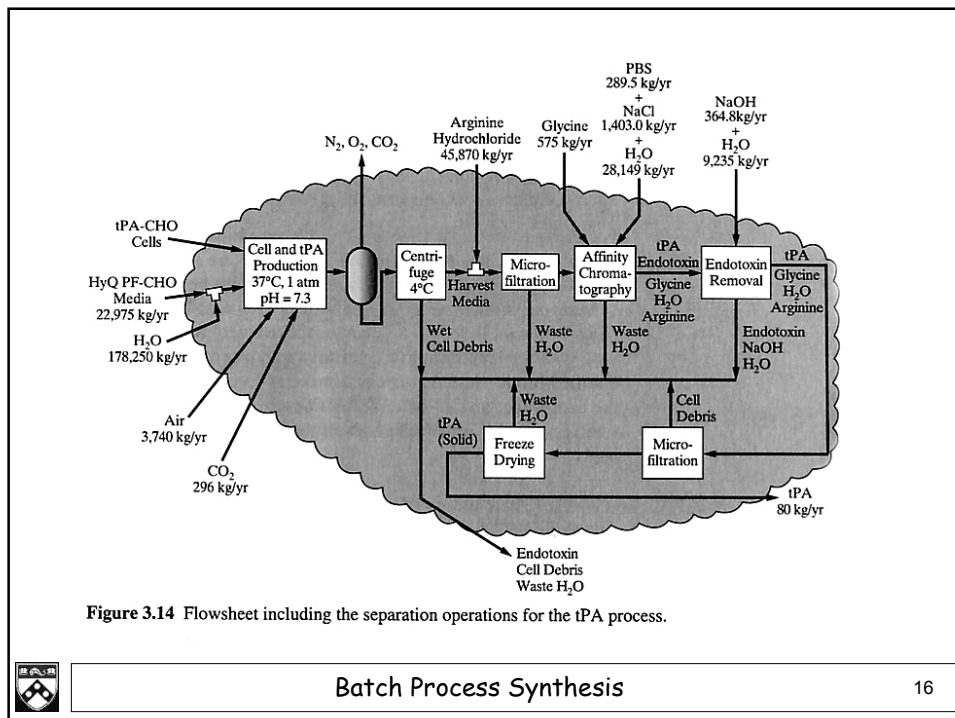 PBS
289.5 kg/yr
+
NaCl
1,403.0 kg/yr
+
H₂O
28,149 kg/yr
NaOH
364.8kg/yr
+
H₂O
9,235 kg/yr
Arginine
Hydrochloride
45,870 kg/yr
Glycine
575 kg/yr
N₂, O₂, CO₂
tPA-CHO
Cells
HyQ PF-CHO
Media
22,975 kg/yr
H₂O
178,250 kg/yr
Air
3,740 kg/yr
CO₂
296 kg/yr
Cell and tPA
Production
37°C, 1 atm
pH = 7.3
Centri-
fuge
4°C
Harvest
Media
Micro-
filtration
Affinity
Chroma-
tography
tPA
Endotoxin
Glycine
H₂O
Arginine
Endotoxin
Removal
tPA
Glycine
H₂O
Arginine
Wet
Cell Debris
Waste
H₂O
Waste
H₂O
Endotoxin
NaOH
H₂O
Waste
H₂O
Cell
Debris
tPA
(Solid)
Freeze
Drying
Micro-
filtration
tPA
80 kg/yr
Endotoxin
Cell Debris
Waste H₂O
Figure 3.14 Flowsheet including the separation operations for the tPA process.
Batch Process Synthesis
16